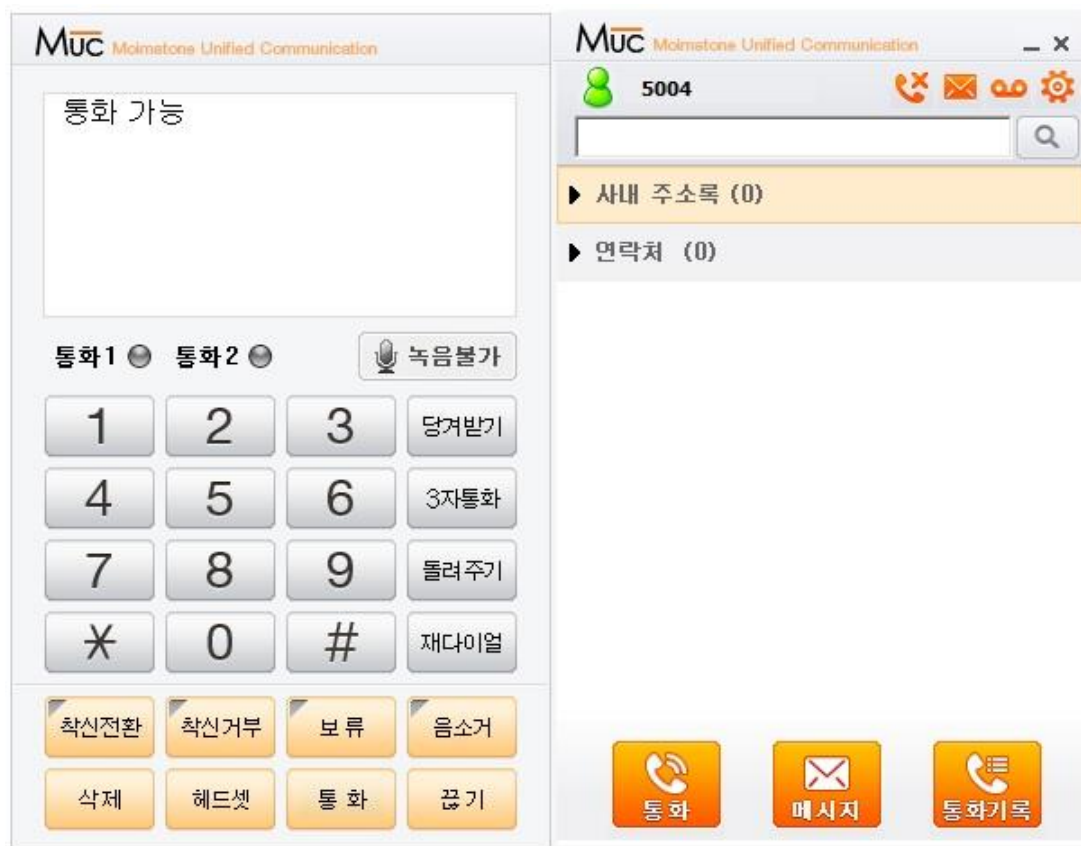 MUC Moimstone Unified Communication
통화 가능
통화1 통화2 녹음불가
1 2 3 당겨받기
4 5 6 3자통화
7 8 9 돌려주기
* 0 # 재다이얼
착신전환 착신거부 보류 음소거
삭제 헤드셋 통화 끊기
MUC Moimstone Unified Communication
5004
사내 주소록 (0)
연락처 (0)
통화 메시지 통화기록